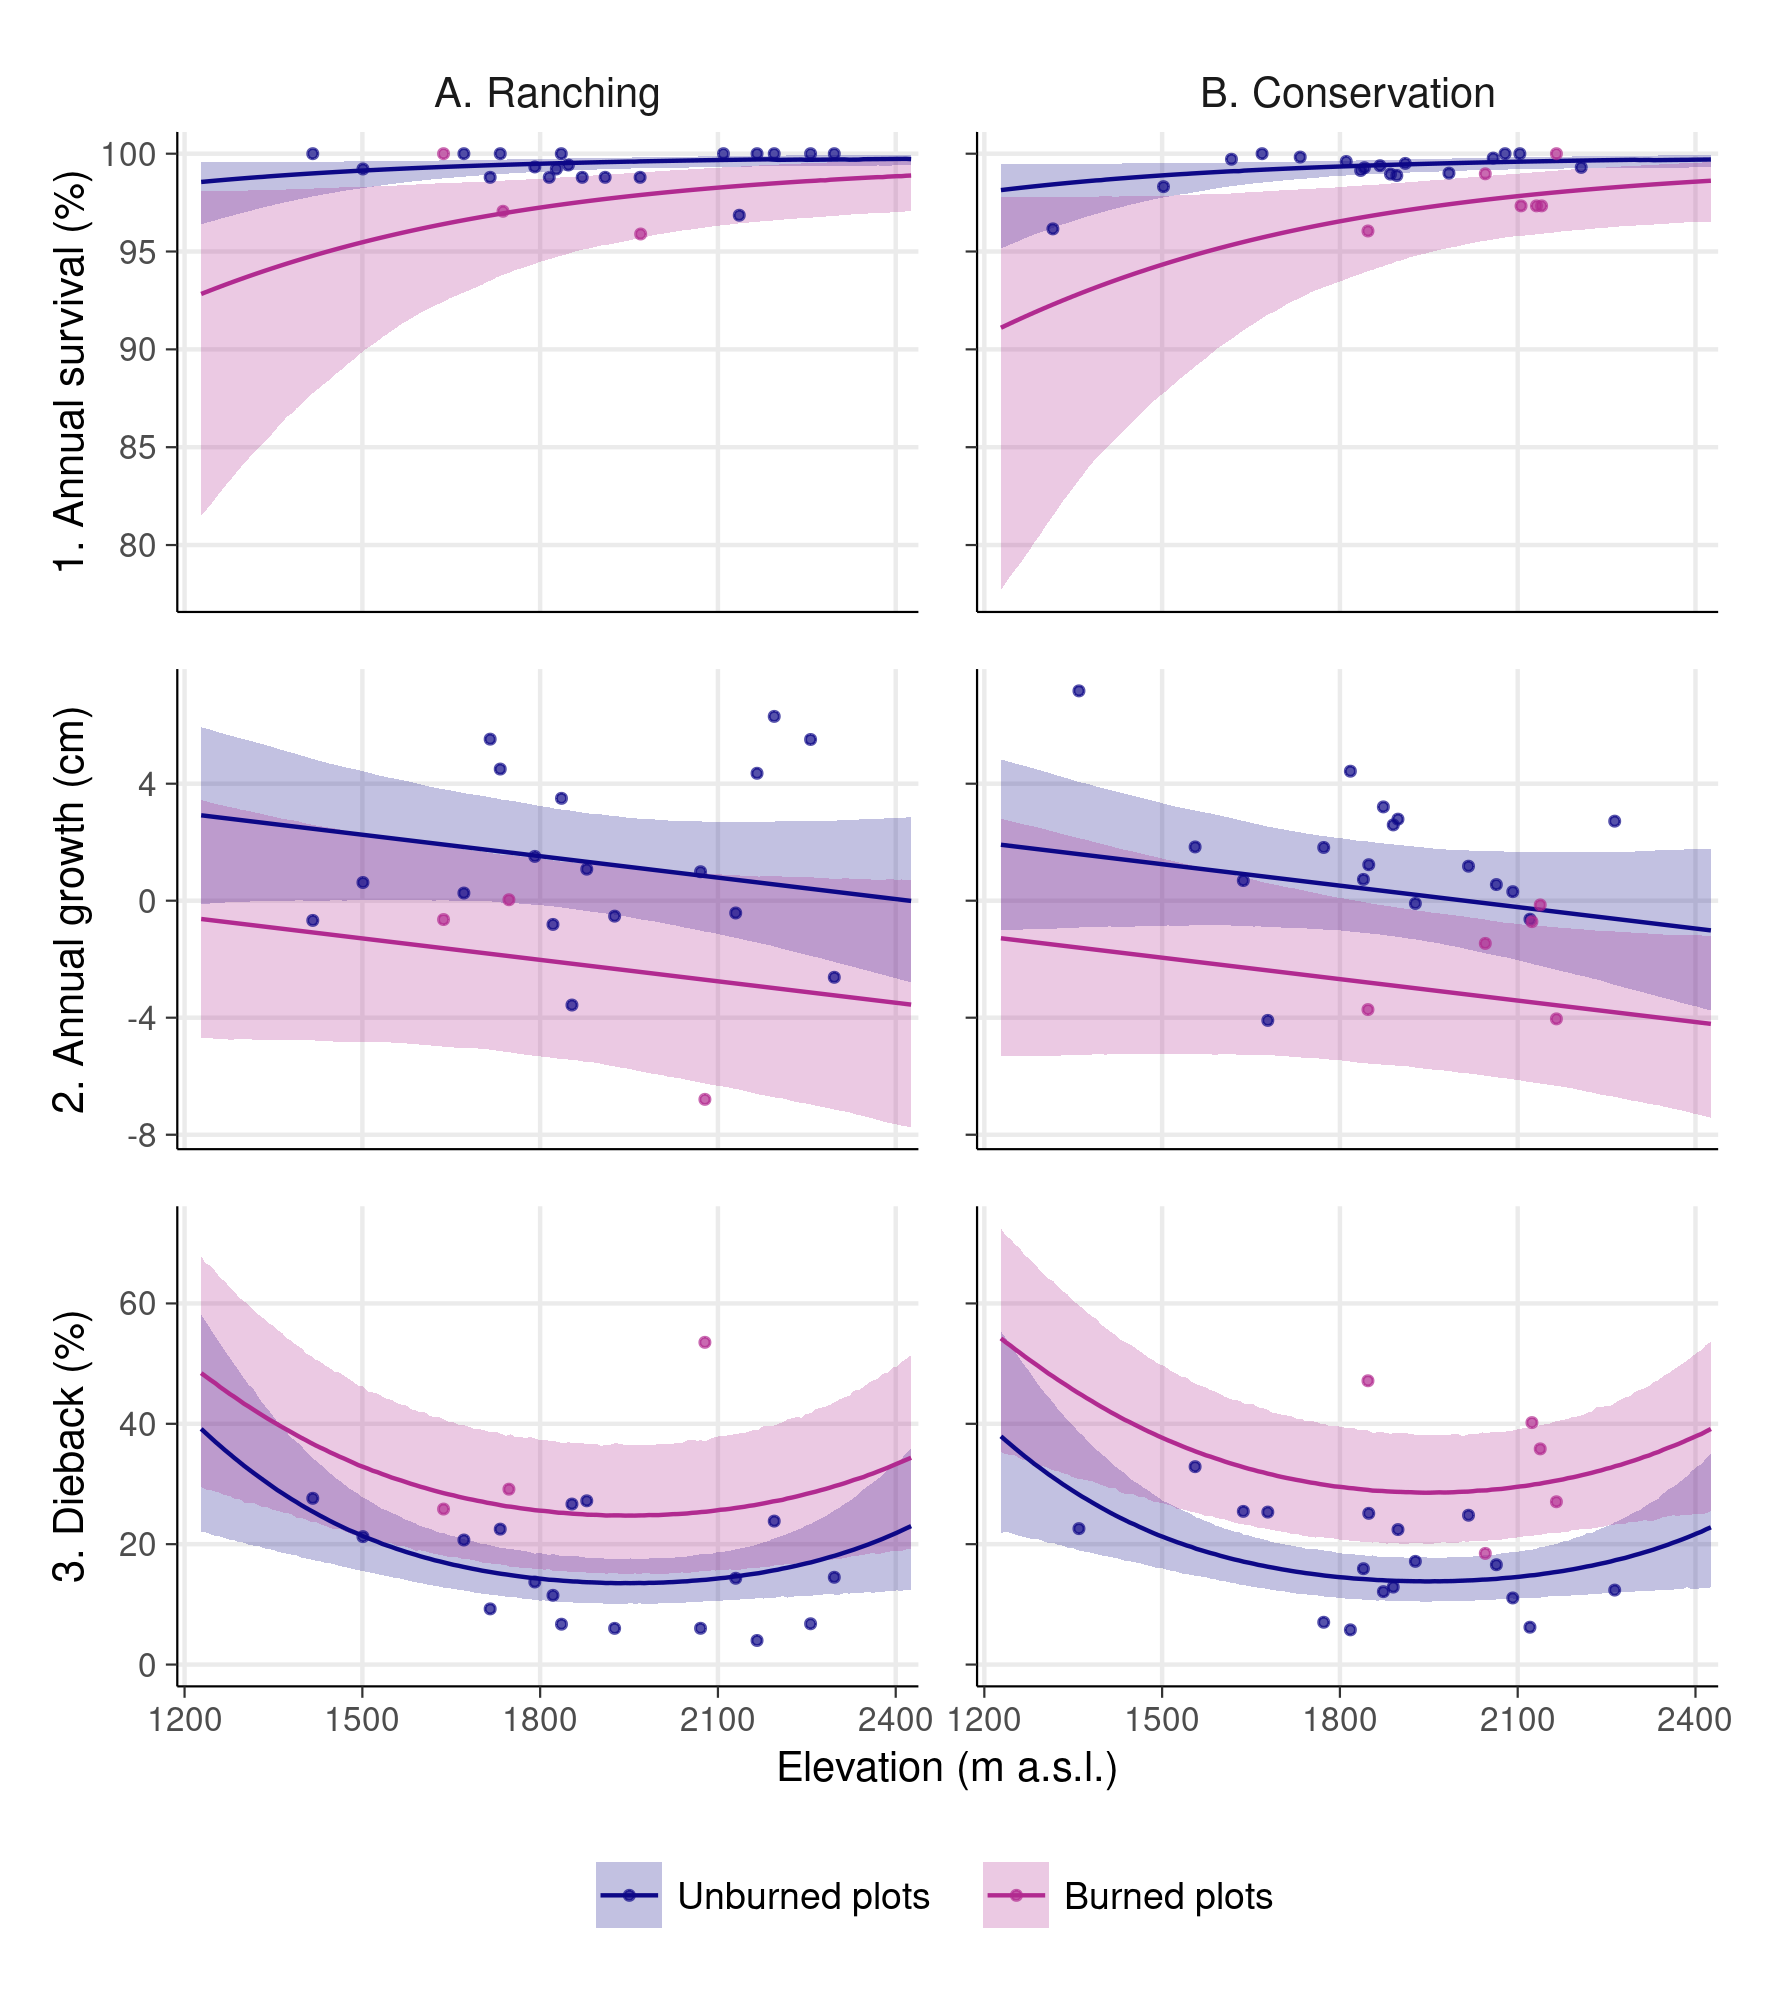 A. Ranching
B. Conservation
1. Annual survival (%)
100
95
90
85
80
2. Annual growth (cm)
4
0
-4
-8
3. Dieback (%)
60
40
20
0
1200 1500 1800 2100 2400 1200 1500 1800 2100 2400
Elevation (m a.s.l.)
Unburned plots Burned plots